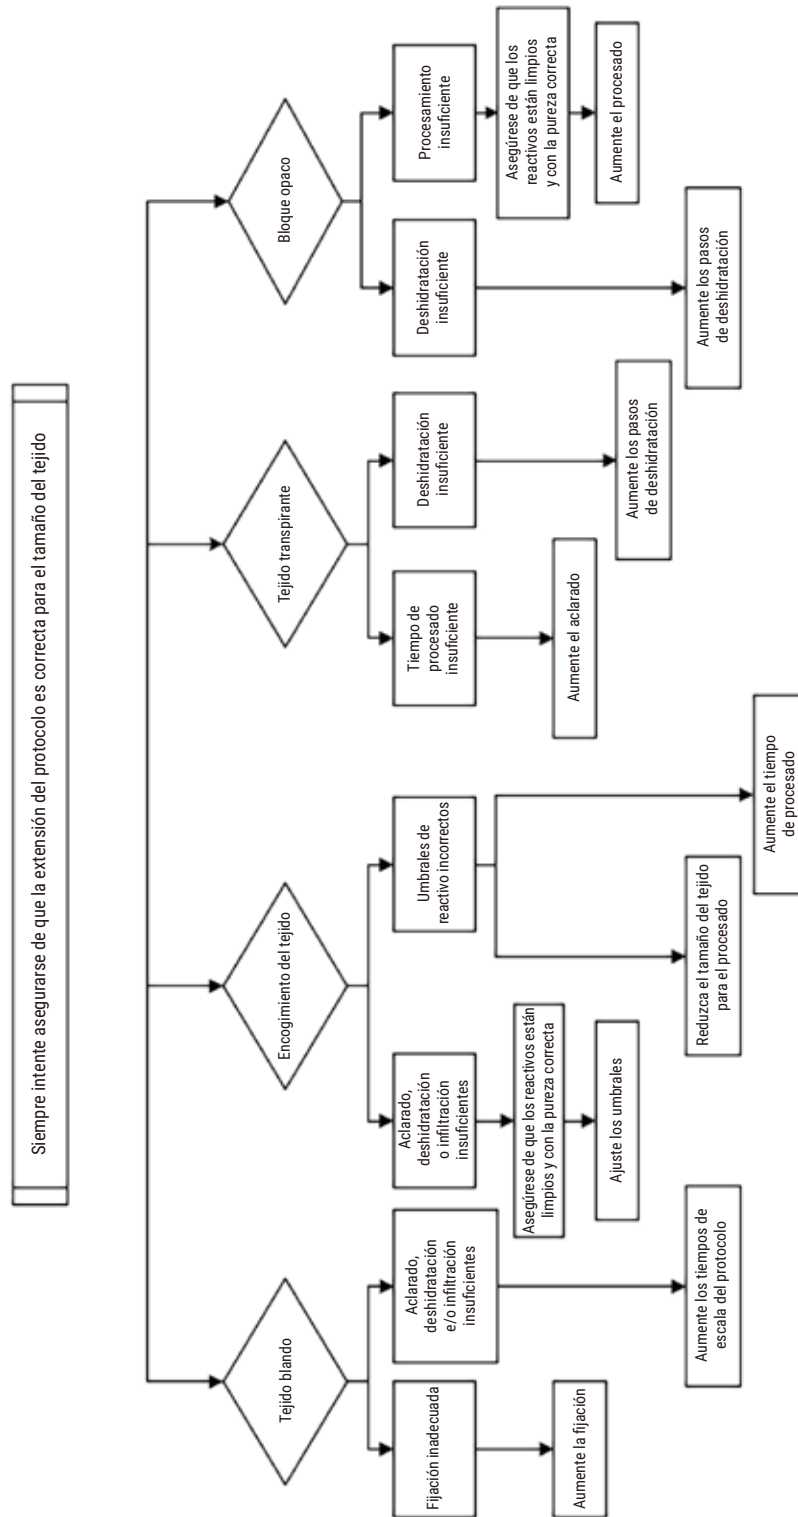 Siempre intente asegurarse de que la extensión del protocolo es correcta para el tamaño del tejido
Tejido blando
Encogimiento del tejido
Tejido transpirante
Bloque opaco
Fijación inadecuada
Aclarado,
deshidratación
e/o infiltración
insuficientes
Aclarado,
deshidratación
o infiltración
insuficientes
Umbrales de
reactivo incorrectos
Tiempo de
procesado
insuficiente
Deshidratación
insuficiente
Deshidratación
insuficiente
Procesamiento
insuficiente
Asegúrese de que los reactivos están
limpios y con la pureza correcta
Asegúrese de que los
reactivos están limpios
y con la pureza correcta
Aumente la fijación
Aumente el aclarado
Ajuste los umbrales
Aumente los pasos
de deshidratación
Aumente el procesado
Aumente los tiempos de
escala del protocolo
Reduzca el tamaño del tejido
para el procesado
Aumente los pasos
de deshidratación
Aumente el tiempo
de procesado